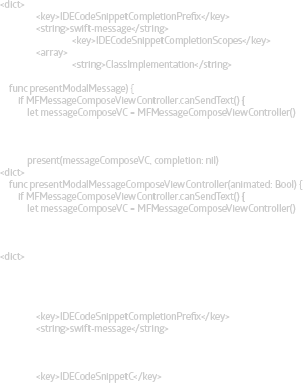 <dict>
<key>IDECodeSnippetCompletionPrefix</key>
<string>swift-message</string>
<key>IDECodeSnippetCompletionScopes</key>
<array>
<string>ClassImplementation</string>
func presentModalMessage) {
if MFMessageComposeViewController.canSendText() {
let messageComposeVC = MFMessageComposeViewController()
present(messageComposeVC, completion: nil)
<dict>
func presentModalMessageComposeViewController(animated: Bool) {
if MFMessageComposeViewController.canSendText() {
let messageComposeVC = MFMessageComposeViewController()
<dict>
<key>IDECodeSnippetCompletionPrefix</key>
<string>swift-message</string>
<key>IDECodeSnippetC</key>